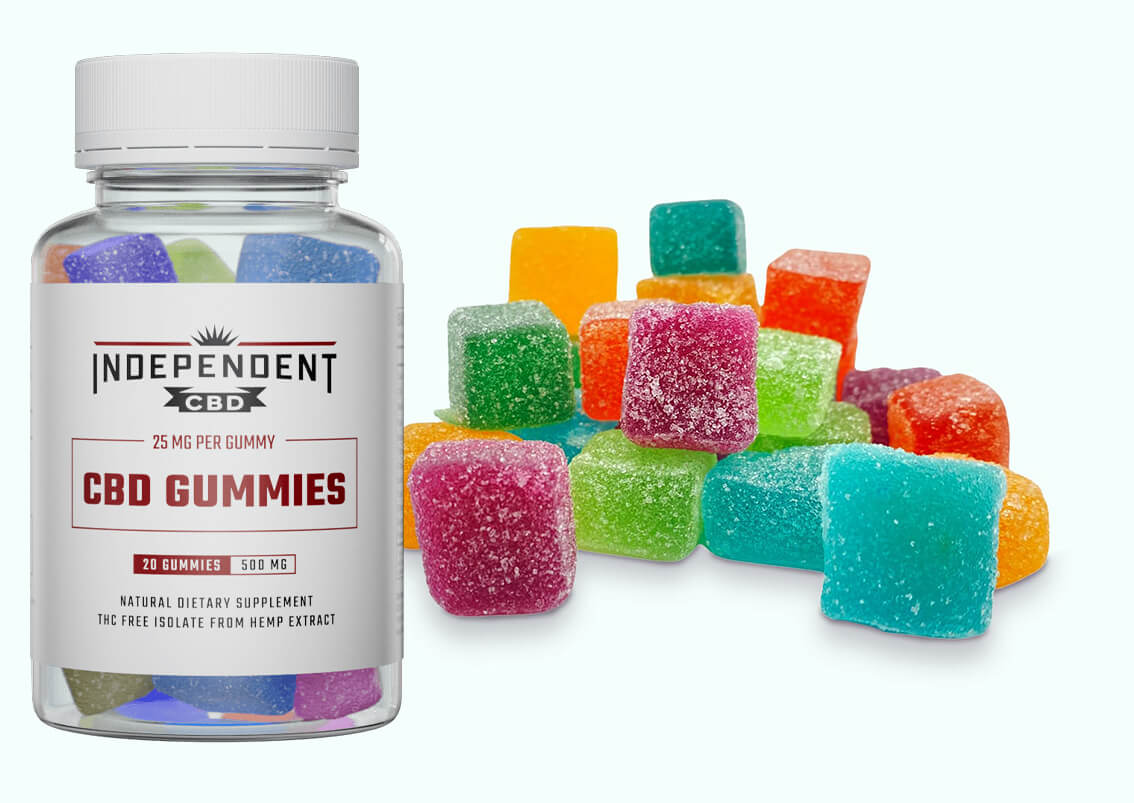 INDEPENDENT
CBD
25 MG PER GUMMY
CBD GUMMIES
20 GUMMIES 500 MG
NATURAL DIETARY SUPPLEMENT
THC FREE ISOLATE FROM HEMP EXTRACT